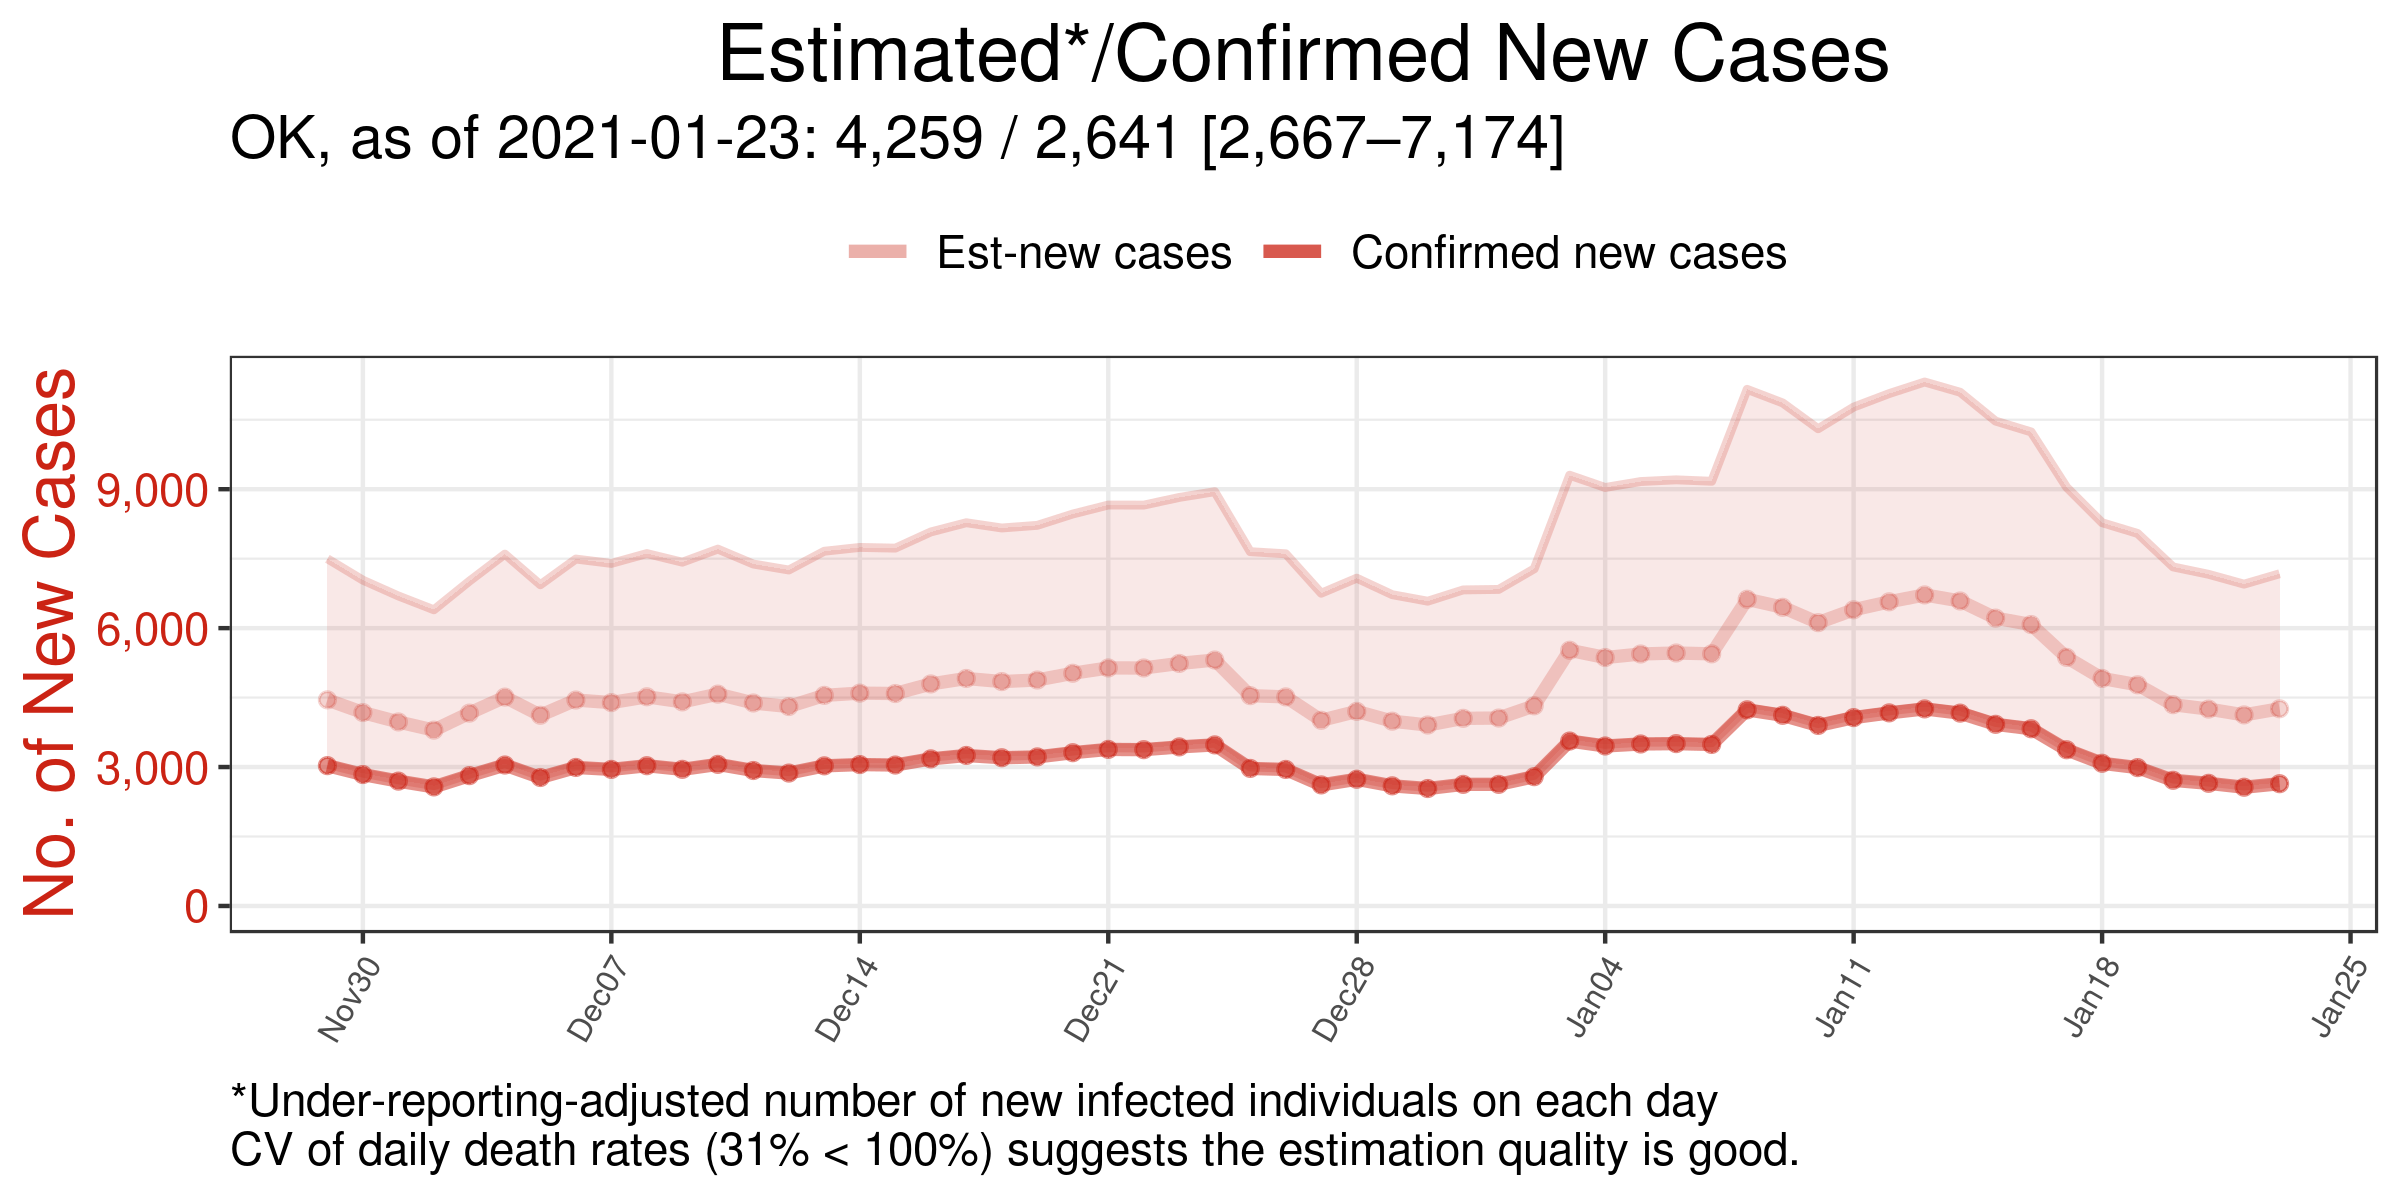 Estimated*/Confirmed New Cases
OK, as of 2021-01-23: 4,259 / 2,641 [2,667–7,174]
Est-new cases Confirmed new cases
No. of New Cases
9,000
6,000
3,000
0
Nov30 Dec07 Dec14 Dec21 Dec28 Jan04 Jan11 Jan18 Jan25
*Under-reporting-adjusted number of new infected individuals on each day
CV of daily death rates (31% < 100%) suggests the estimation quality is good.